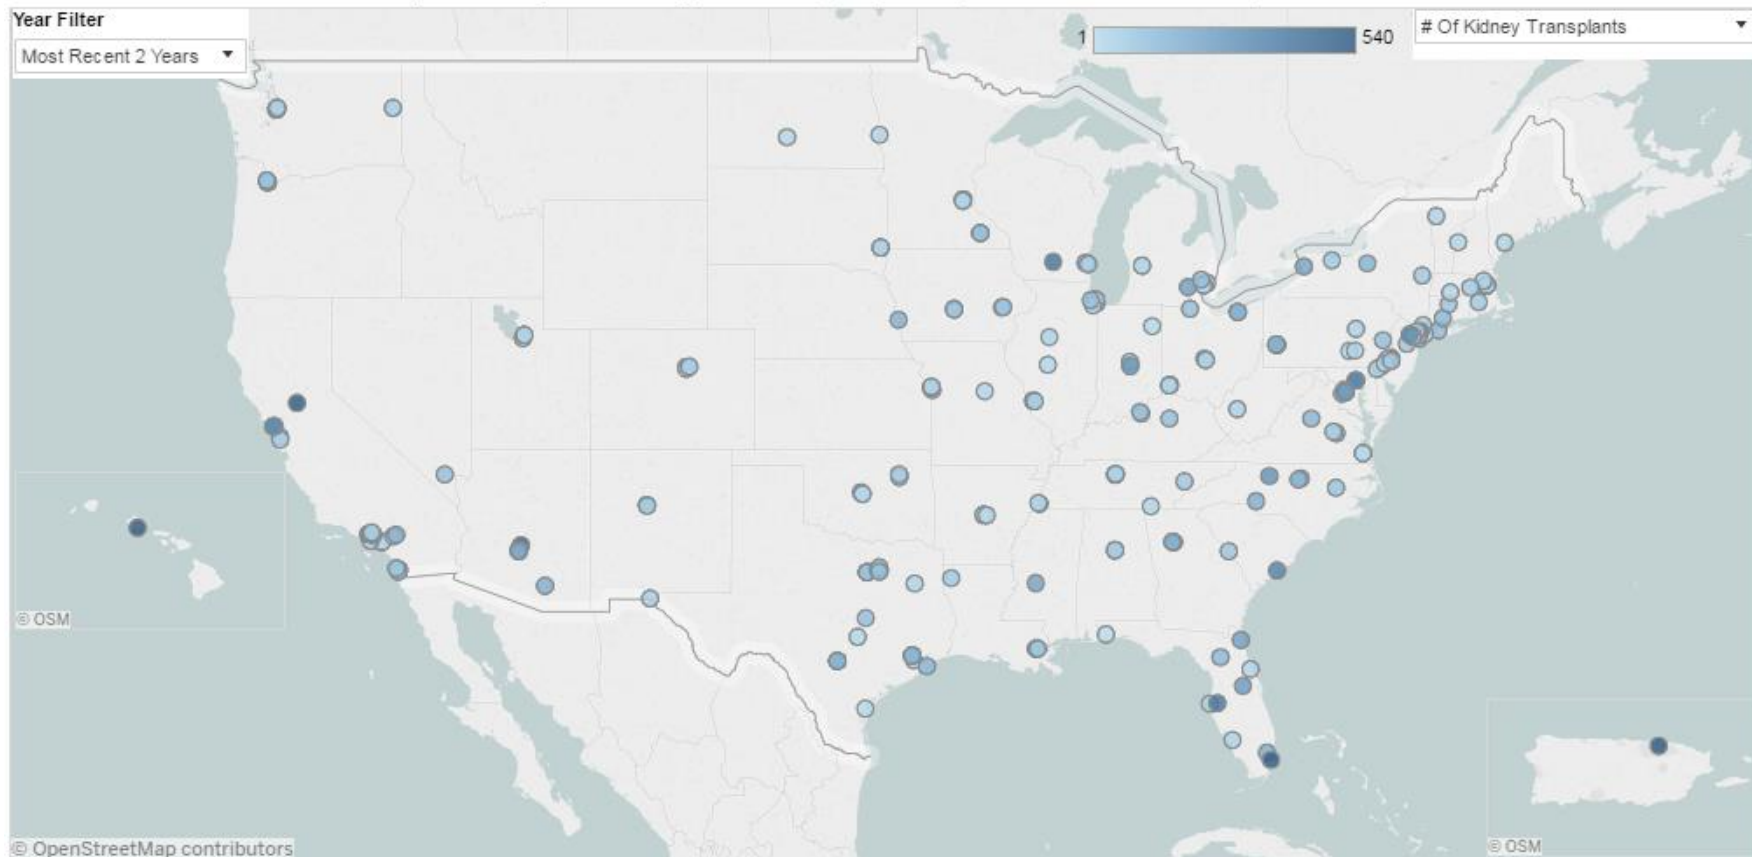 Year Filter
Most Recent 2 Years
1
540
# Of Kidney Transplants
© OSM
© OpenStreetMap contributors
© OSM